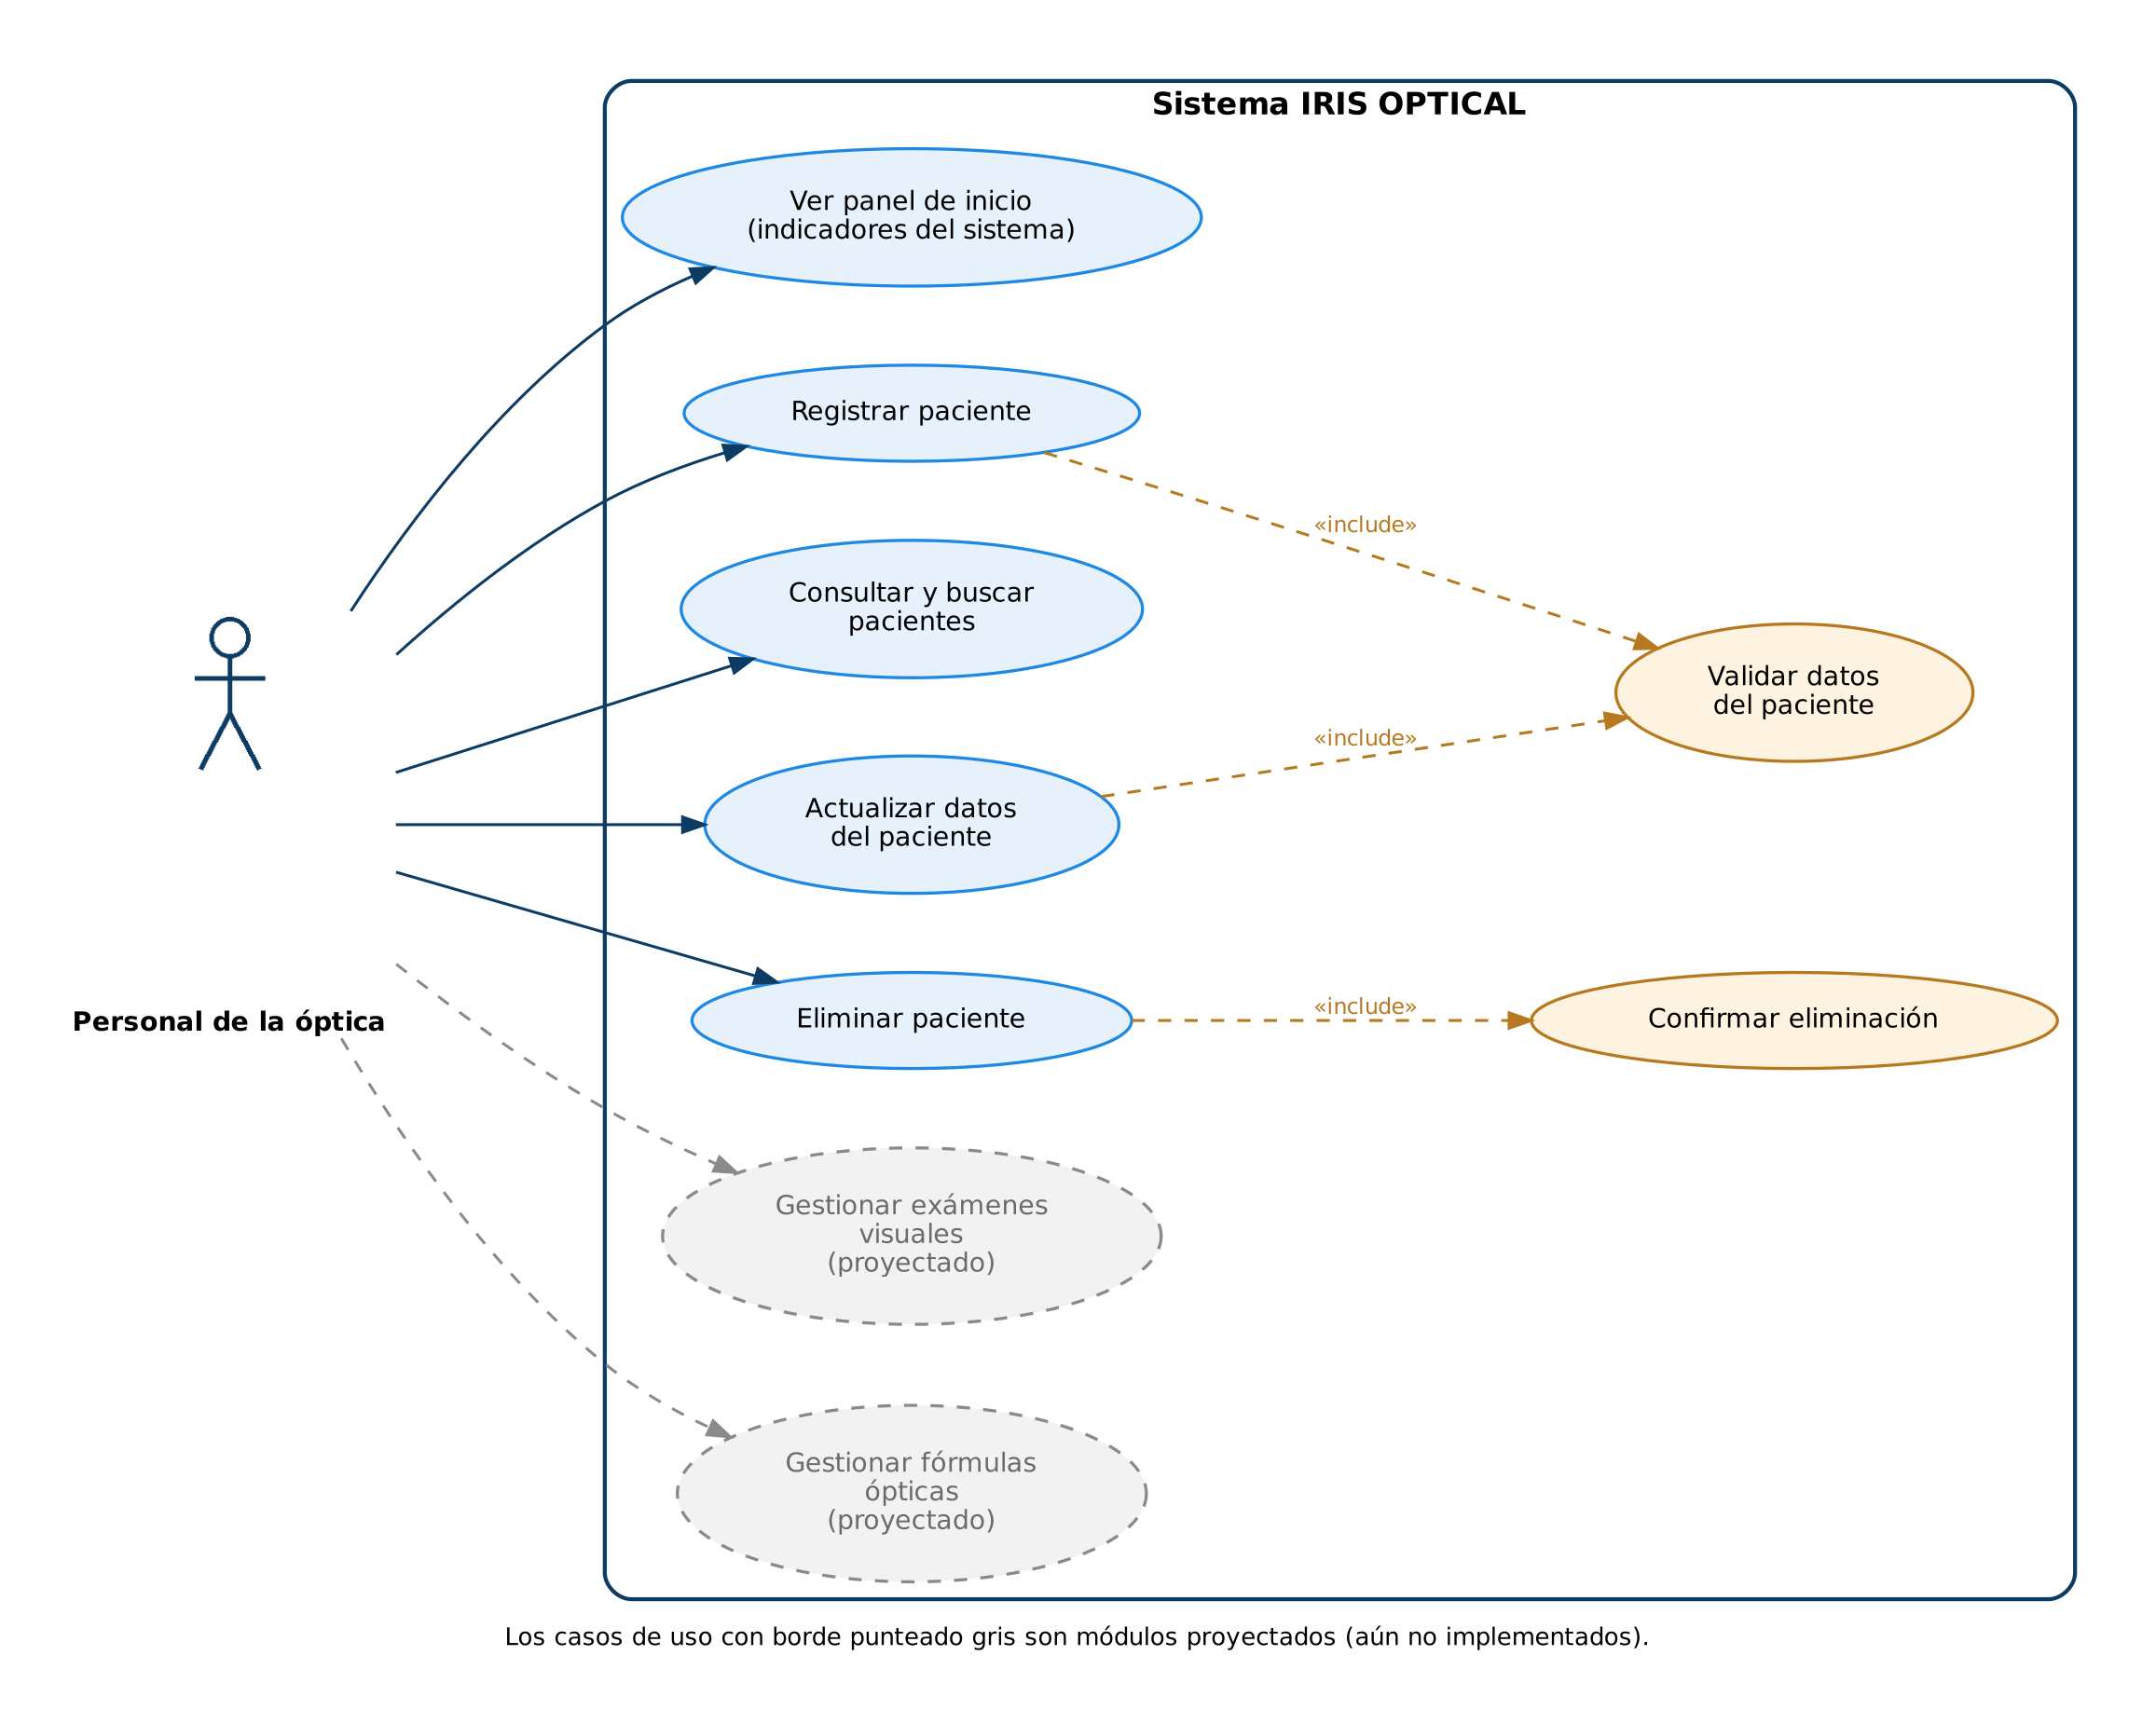 Sistema IRIS OPTICAL
Ver panel de inicio
(indicadores del sistema)
Registrar paciente
«include»
Consultar y buscar
pacientes
Validar datos
del paciente
«include»
Actualizar datos
del paciente
Personal de la óptica
Eliminar paciente
«include»
Confirmar eliminación
Gestionar exámenes
visuales
(proyectado)
Gestionar fórmulas
ópticas
(proyectado)
Los casos de uso con borde punteado gris son módulos proyectados (aún no implementados).